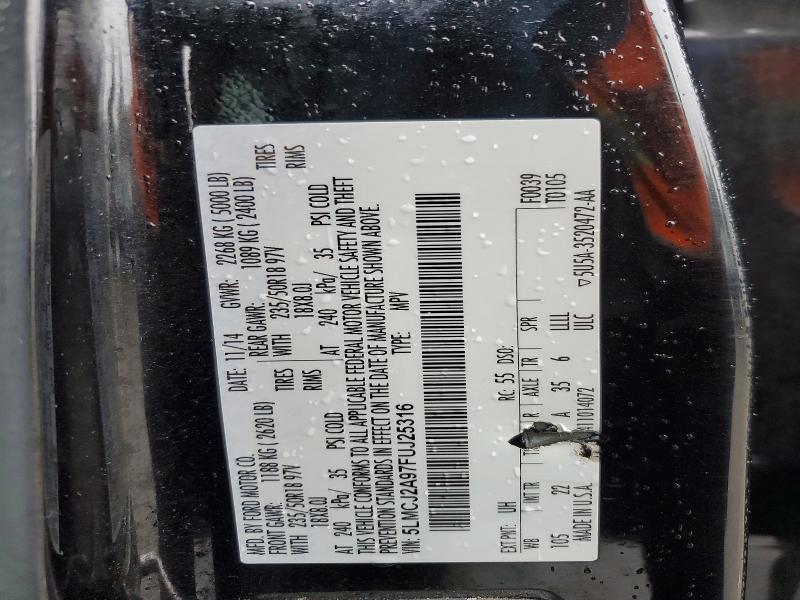 MFD. BY FORD MOTOR CO.
DATE: 11/14 GVWR: 2268 KG ( 5000 LB)
FRONT GAWR: 1188 KG ( 2620 LB) REAR GAWR: 1089 KG ( 2400 LB)
WITH 235/50R18 97V TIRES WITH 235/50R18 97V TIRES
18X8.0J RIMS 18X8.0J RIMS
AT 240 kPa/ 35 PSI COLD AT 240 kPa/ 35 PSI COLD
THIS VEHICLE CONFORMS TO ALL APPLICABLE FEDERAL MOTOR VEHICLE SAFETY AND THEFT
STANDARDS IN EFFECT ON THE DATE OF MANUFACTURE SHOWN ABOVE.
VIN: 5LMCJ2A97FUJ25316 TYPE: MPV
EXT PNT: UH RC: 55 DSO:
WB INT TR R AXLE TR SPR F0039
105 22 A 35 6 LLLL T0105
MADE IN U.S.A. 11014072 ULC ▽5U5A-3520472-AA